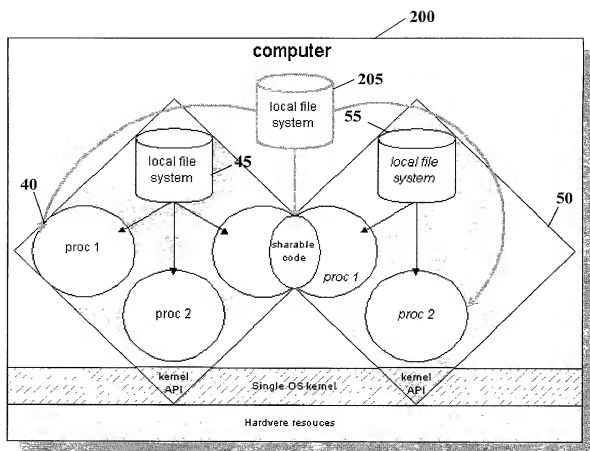 200
computer
205
local file
system
55
local file
system
45
local file
system
40
50
proc 1
sharable
code
proc 1
proc 2
proc 2
kernel
API
Single OS kernel
kernel
API
Hardvere resouces